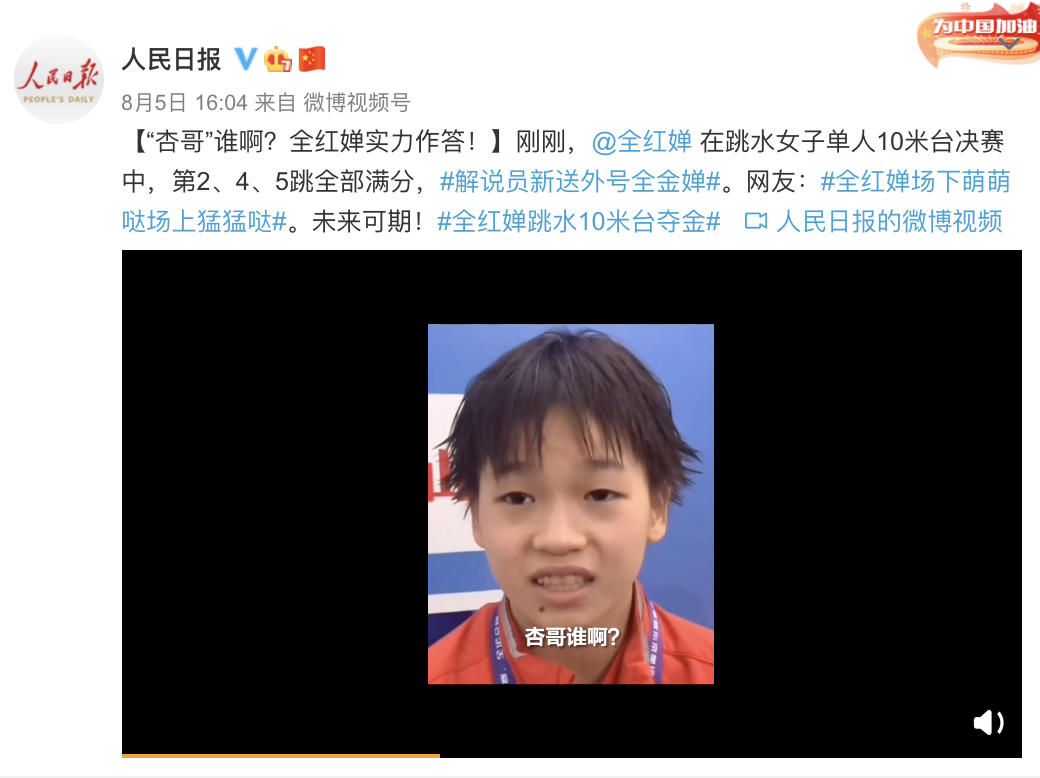 为中国加油
人民日报
人民日报
PEOPLE'S DAILY
8月5日 16:04 来自 微博视频号
【“杏哥”谁啊？全红婵实力作答！】刚刚，@全红婵 在跳水女子单人10米台决赛
中，第2、4、5跳全部满分，#解说员新送外号全金婵#。网友：#全红婵场下萌萌
哒场上猛猛哒#。未来可期！#全红婵跳水10米台夺金# 人民日报的微博视频
杏哥谁啊?